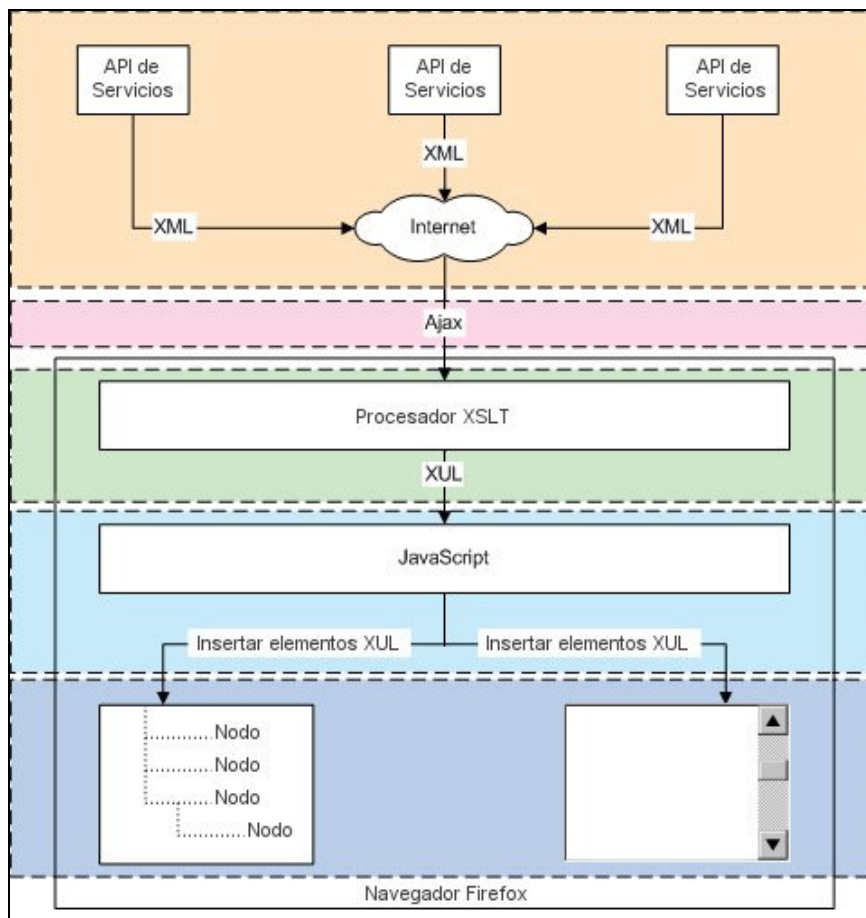 API de
Servicios
API de
Servicios
API de
Servicios
XML
XML
Internet
XML
Ajax
Procesador XSLT
XUL
JavaScript
Insertar elementos XUL
Insertar elementos XUL
Nodo
Nodo
Nodo
Nodo
Navegador Firefox